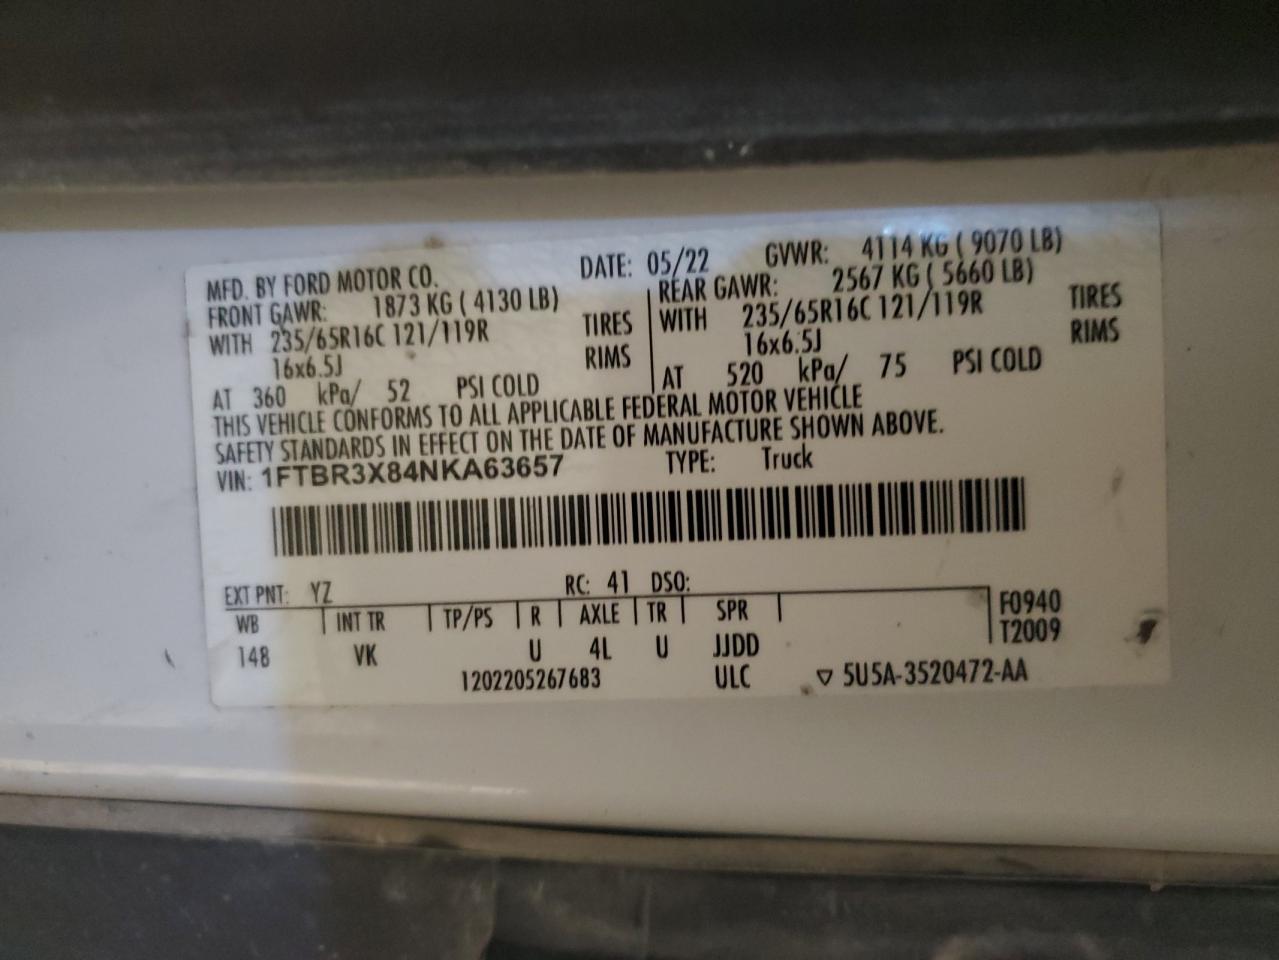 MFD. BY FORD MOTOR CO. DATE: 05/22 GVWR: 4114 KG ( 9070 LB)
FRONT GAWR: 1873 KG ( 4130 LB) REAR GAWR: 2567 KG ( 5660 LB)
WITH 235/65R16C 121/119R TIRES WITH 235/65R16C 121/119R TIRES
16x6.5J RIMS 16x6.5J RIMS
AT 360 kPa/ 52 PSI COLD AT 520 kPa/ 75 PSI COLD
THIS VEHICLE CONFORMS TO ALL APPLICABLE FEDERAL MOTOR VEHICLE
SAFETY STANDARDS IN EFFECT ON THE DATE OF MANUFACTURE SHOWN ABOVE.
VIN: 1FTBR3X84NKA63657 TYPE: Truck
EXT PNT: YZ RC: 41 DSO:
WB INT TR TP/PS R AXLE TR SPR F0940
T2009
148 VK U 4L U JJDD
1202205267683 ULC ▽ 5U5A-3520472-AA